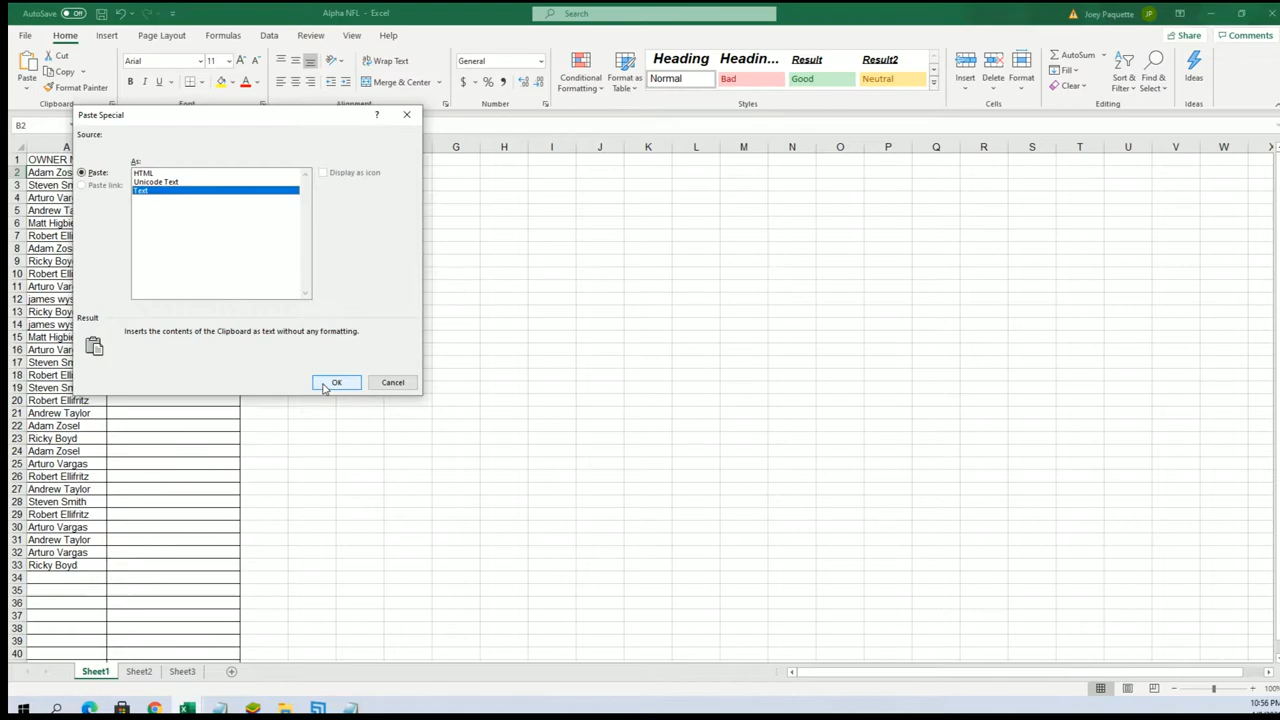 AutoSave Off Alpha NFL - Excel Search Joey Paquette JP
File Home Insert Page Layout Formulas Data Review View Help Share Comments
Paste Cut Copy Format Painter Clipboard
Arial 11 B I U A Font
Wrap Text Merge & Center Alignment
General $ % Number
Conditional Formatting Format as Table
Heading Headin... Result Result2
Normal Bad Good Neutral
Styles
Insert Delete Format Cells
AutoSum Fill Clear Sort & Filter Find & Select Editing
Ideas Ideas
B2
Paste Special ?
Source:
As:
Paste: HTML Display as icon
Paste link: Unicode Text
Text
Result
Inserts the contents of the Clipboard as text without any formatting.
OK Cancel
A G H I J K L M N O P Q R S T U V W X
1 OWNER
2 Adam Zos
3 Steven Sm
4 Arturo Var
5 Andrew Ta
6 Matt Higbi
7 Robert Elli
8 Adam Zos
9 Ricky Boy
10 Robert Elli
11 Arturo Var
12 james wys
13 Ricky Boy
14 james wys
15 Matt Higbi
16 Arturo Var
17 Steven Sm
18 Robert Elli
19 Steven Sm
20 Robert Ellifritz
21 Andrew Taylor
22 Adam Zosel
23 Ricky Boyd
24 Adam Zosel
25 Arturo Vargas
26 Robert Ellifritz
27 Andrew Taylor
28 Steven Smith
29 Robert Ellifritz
30 Arturo Vargas
31 Andrew Taylor
32 Arturo Vargas
33 Ricky Boyd
34
35
36
37
38
39
40
Sheet1 Sheet2 Sheet3
100%
10:56 PM